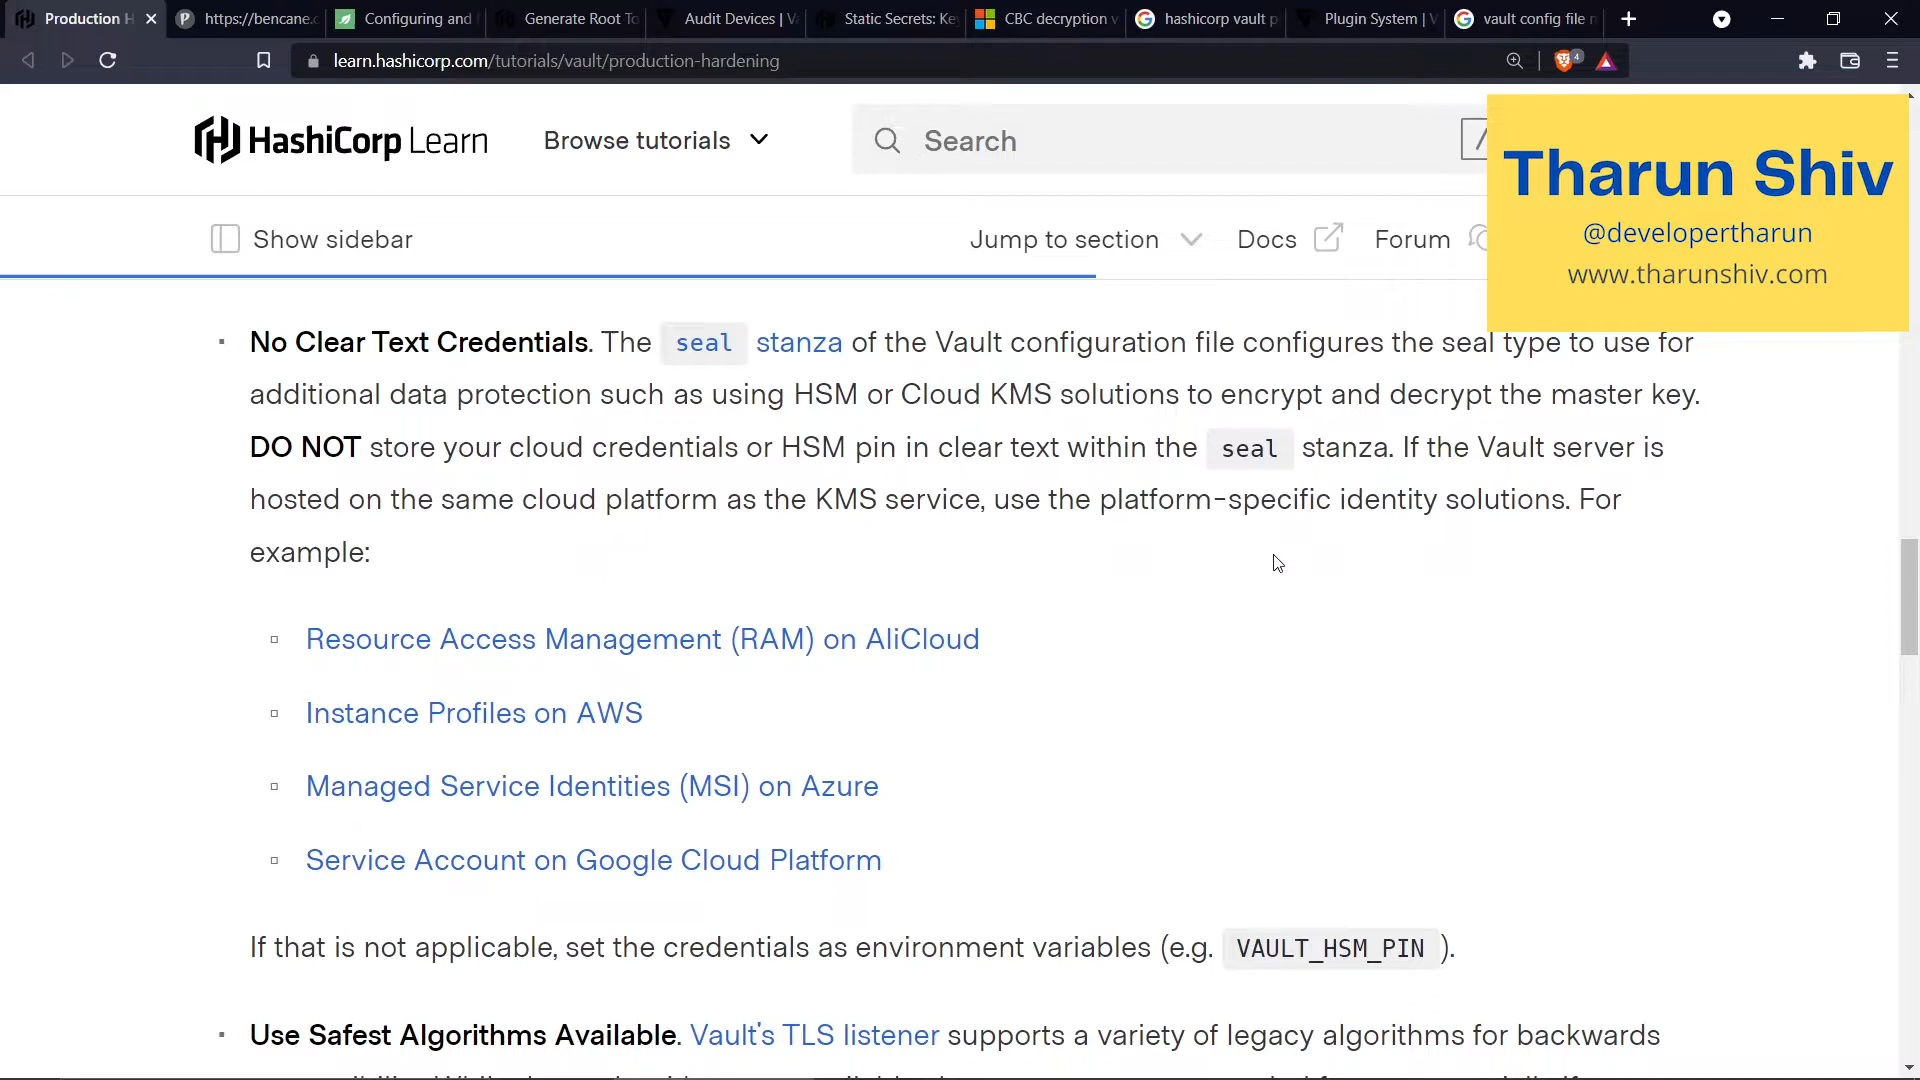 Production H
https://bencane.c
Configuring and
Generate Root To
Audit Devices | V
Static Secrets: Ke
CBC decryption v
hashicorp vault p
Plugin System | V
vault config file n
learn.hashicorp.com/tutorials/vault/production-hardening
4
HashiCorp Learn
Browse tutorials
Search
/
Tharun Shiv
@developertharun
www.tharunshiv.com
Show sidebar
Jump to section
Docs
Forum
No Clear Text Credentials. The seal stanza of the Vault configuration file configures the seal type to use for
additional data protection such as using HSM or Cloud KMS solutions to encrypt and decrypt the master key.
DO NOT store your cloud credentials or HSM pin in clear text within the seal stanza. If the Vault server is
hosted on the same cloud platform as the KMS service, use the platform-specific identity solutions. For
example:
Resource Access Management (RAM) on AliCloud
Instance Profiles on AWS
Managed Service Identities (MSI) on Azure
Service Account on Google Cloud Platform
If that is not applicable, set the credentials as environment variables (e.g. VAULT_HSM_PIN ).
Use Safest Algorithms Available. Vault's TLS listener supports a variety of legacy algorithms for backwards